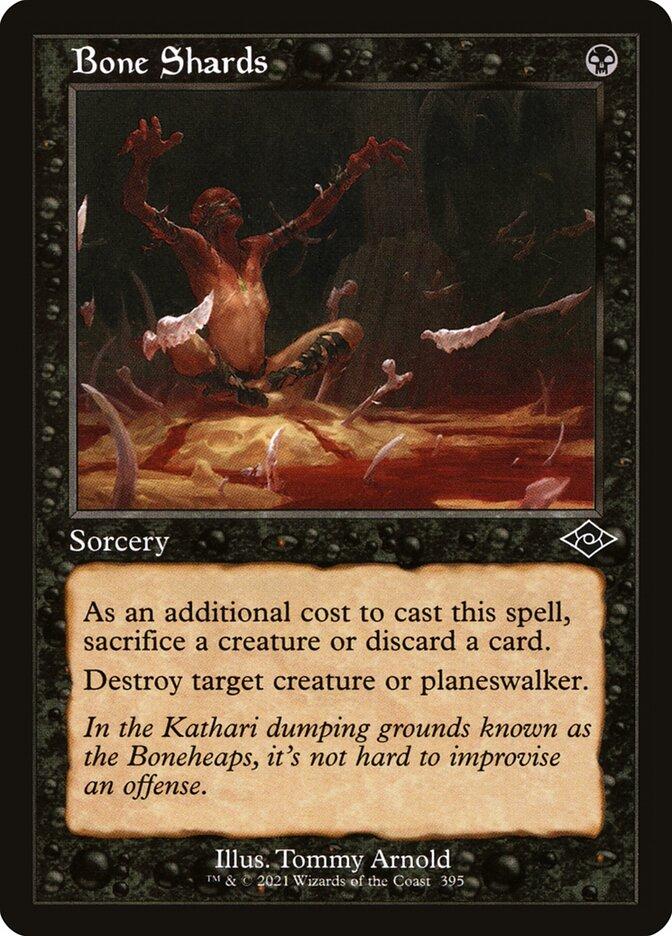 Bone Shards
Sorcery
As an additional cost to cast this spell,
sacrifice a creature or discard a card.
Destroy target creature or planeswalker.
In the Kathari dumping grounds known as
the Boneheaps, it's not hard to improvise
an offense.
Illus. Tommy Arnold
™ & © 2021 Wizards of the Coast 395